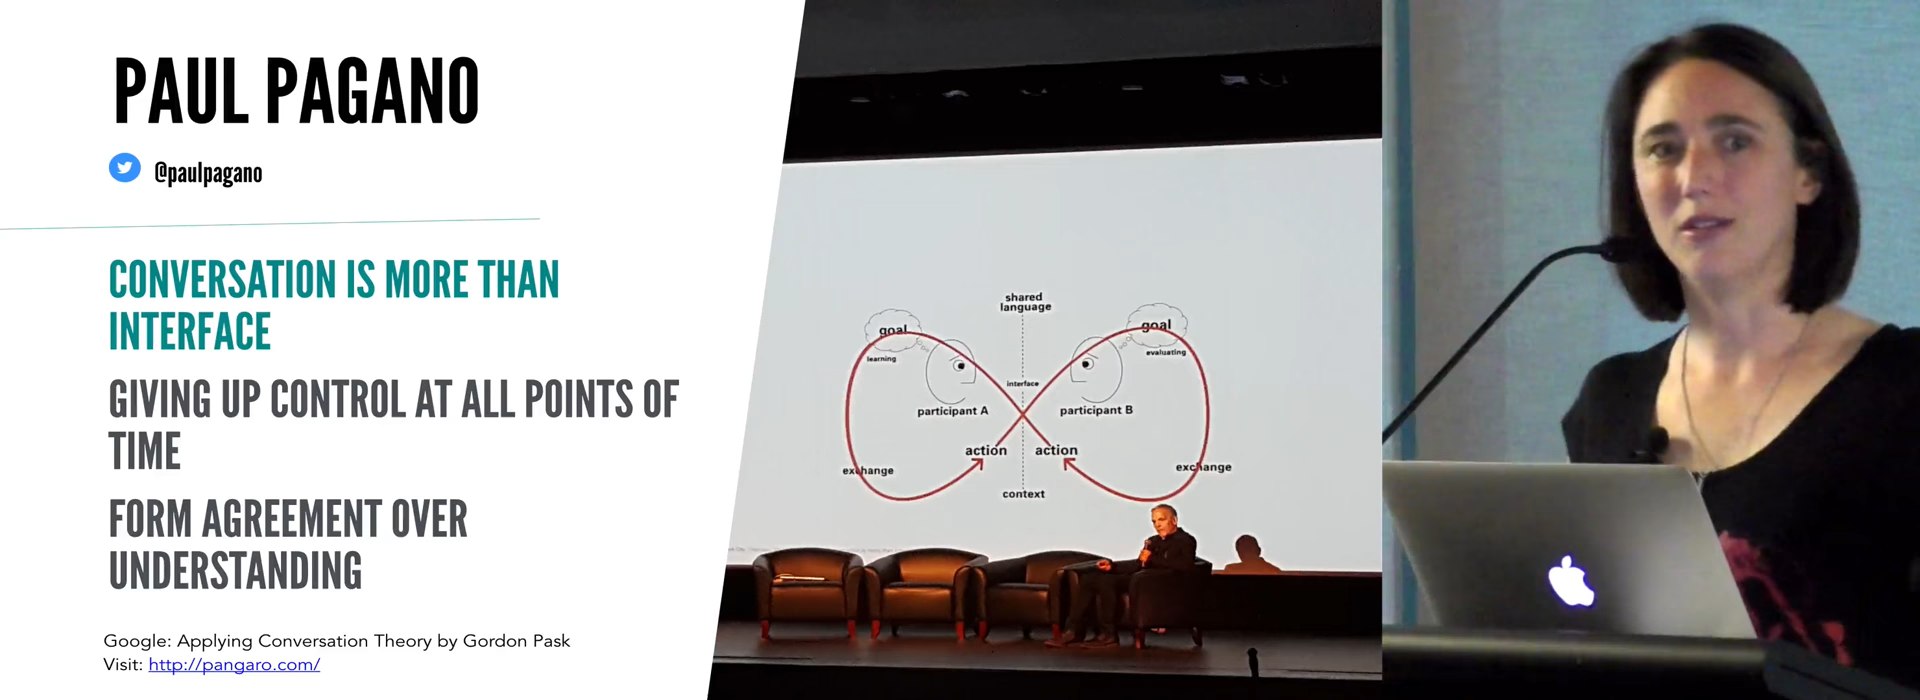 PAUL PAGANO
@paulpagano
CONVERSATION IS MORE THAN
INTERFACE
GIVING UP CONTROL AT ALL POINTS OF
TIME
FORM AGREEMENT OVER
UNDERSTANDING
Google: Applying Conversation Theory by Gordon Pask
Visit: http://pangaro.com/
shared
language
goal
goal
learning
evaluating
interface
participant A
participant B
action
action
exchange
exchange
context